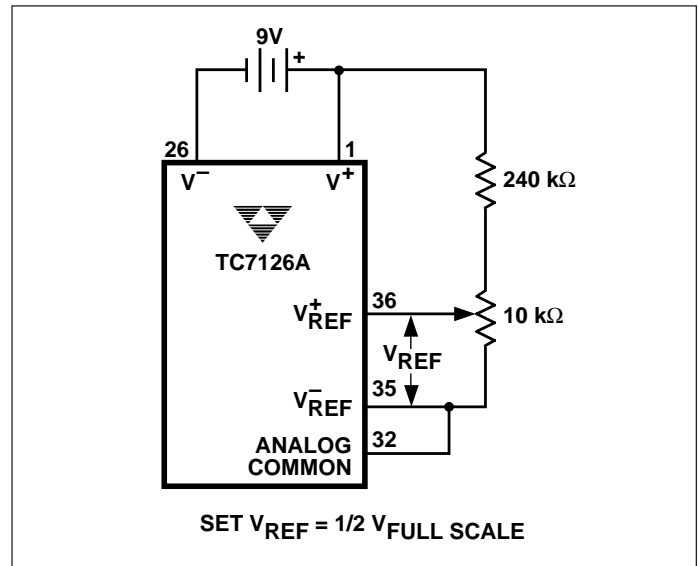 9V
+
26
1
V–
V+
240 kΩ
TC7126A
36
V+REF
10 kΩ
VREF
35
V–REF
32
ANALOG
COMMON
SET VREF = 1/2 VFULL SCALE